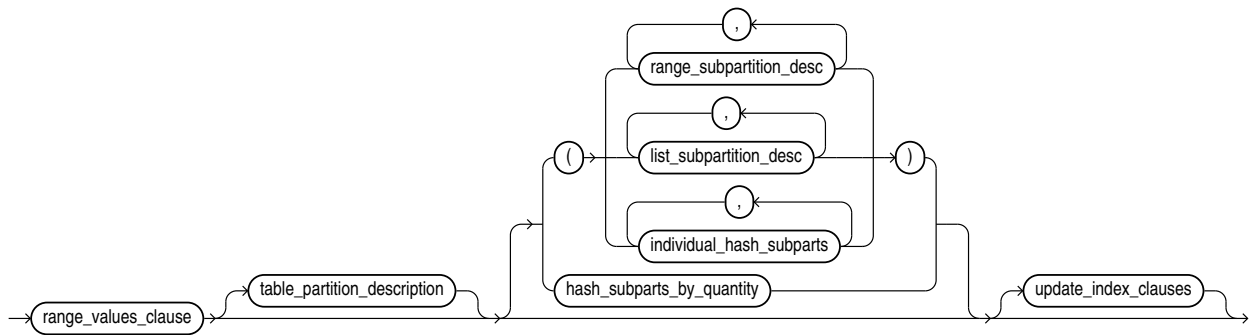 ,
range_subpartition_desc
,
( list_subpartition_desc )
,
individual_hash_subparts
table_partition_description hash_subparts_by_quantity update_index_clauses
range_values_clause